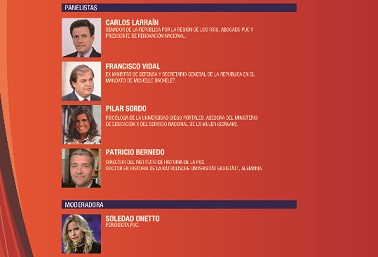 PANELISTAS
CARLOS LARRAÍN
SENADOR DE LA REPÚBLICA POR LA REGIÓN DE LOS RÍOS, ABOGADO PUC Y
PRESIDENTE DE RENOVACIÓN NACIONAL.
FRANCISCO VIDAL
EX MINISTRO DE DEFENSA Y SECRETARIO GENERAL DE LA REPÚBLICA EN EL
MANDATO DE MICHELLE BACHELET.
PILAR SORDO
PSICÓLOGA DE LA UNIVERSIDAD DIEGO PORTALES, ASESORA DEL MINISTERIO
DE EDUCACIÓN Y DEL SERVICIO NACIONAL DE LA MUJER (SERNAM).
PATRICIO BERNEDO
DIRECTOR DEL INSTITUTO DE HISTORIA DE LA PUC.
DOCTOR EN HISTORIA DE LA KATHOLISCHE UNIVERSITÄT EICHSTÄTT, ALEMANIA.
MODERADORA
SOLEDAD ONETTO
PERIODISTA PUC.